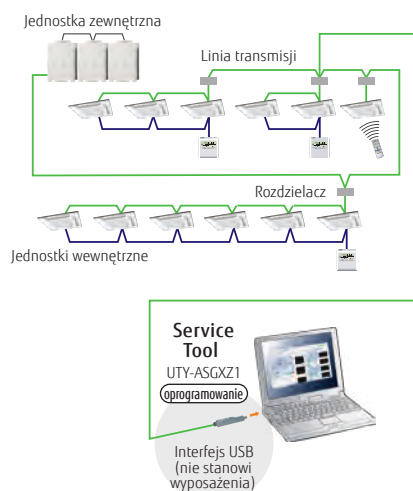 Jednostka zewnętrzna
Linia transmisji
Rozdzielacz
Jednostki wewnętrzne
Service
Tool
UTY-ASGXZ1
oprogramowanie
Interfejs USB
(nie stanowi
wyposażenia)